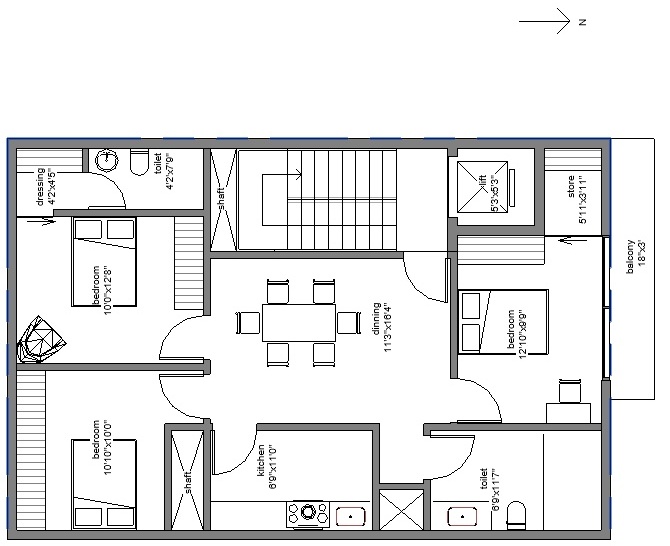 N
dressing
4'2"x4'5"
toilet
4'2"x7'9"
shaft
lift
5'3"x5'3"
store
5'11"x3'11"
balcony
18"x3'
bedroom
10'0"x12'8"
dinning
11'3"x16'4"
bedroom
12'10"x9'9"
bedroom
10'10"x10'0"
shaft
kitchen
6'9"x11'0"
toilet
6'9"x11'7"